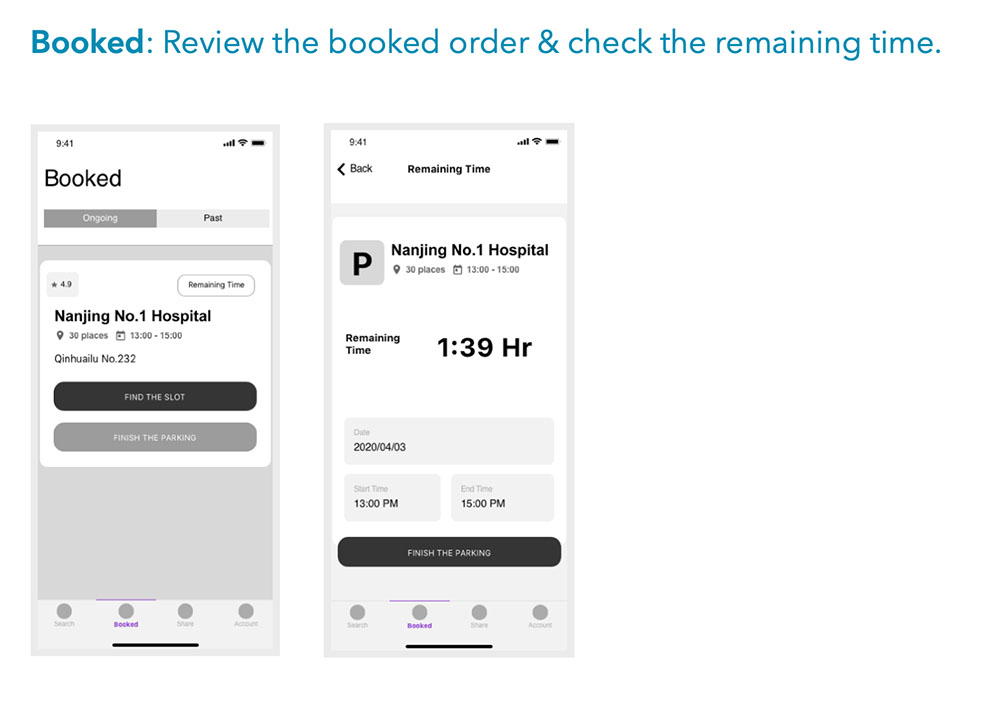 Booked: Review the booked order & check the remaining time.
9:41
Booked
Ongoing Past
★ 4.9 Remaining Time
Nanjing No.1 Hospital
30 places 13:00 - 15:00
Qinhuailu No.232
FIND THE SLOT
FINISH THE PARKING
Search Booked Share Account
9:41
Back Remaining Time
P
Nanjing No.1 Hospital
30 places 13:00 - 15:00
Remaining
Time
1:39 Hr
Date
2020/04/03
Start Time End Time
13:00 PM 15:00 PM
FINISH THE PARKING
Search Booked Share Account